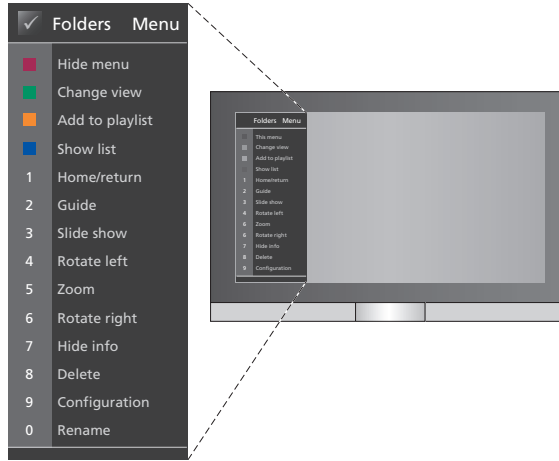 Folders Menu
Hide menu
Change view
Add to playlist
Show list
1 Home/return
2 Guide
3 Slide show
4 Rotate left
5 Zoom
6 Rotate right
7 Hide info
8 Delete
9 Configuration
0 Rename
Folders Menu
This menu
Change view
Add to playlist
Show list
1 Home/return
2 Guide
3 Slide show
4 Rotate left
6 Zoom
6 Rotate right
7 Hide info
8 Delete
9 Configuration